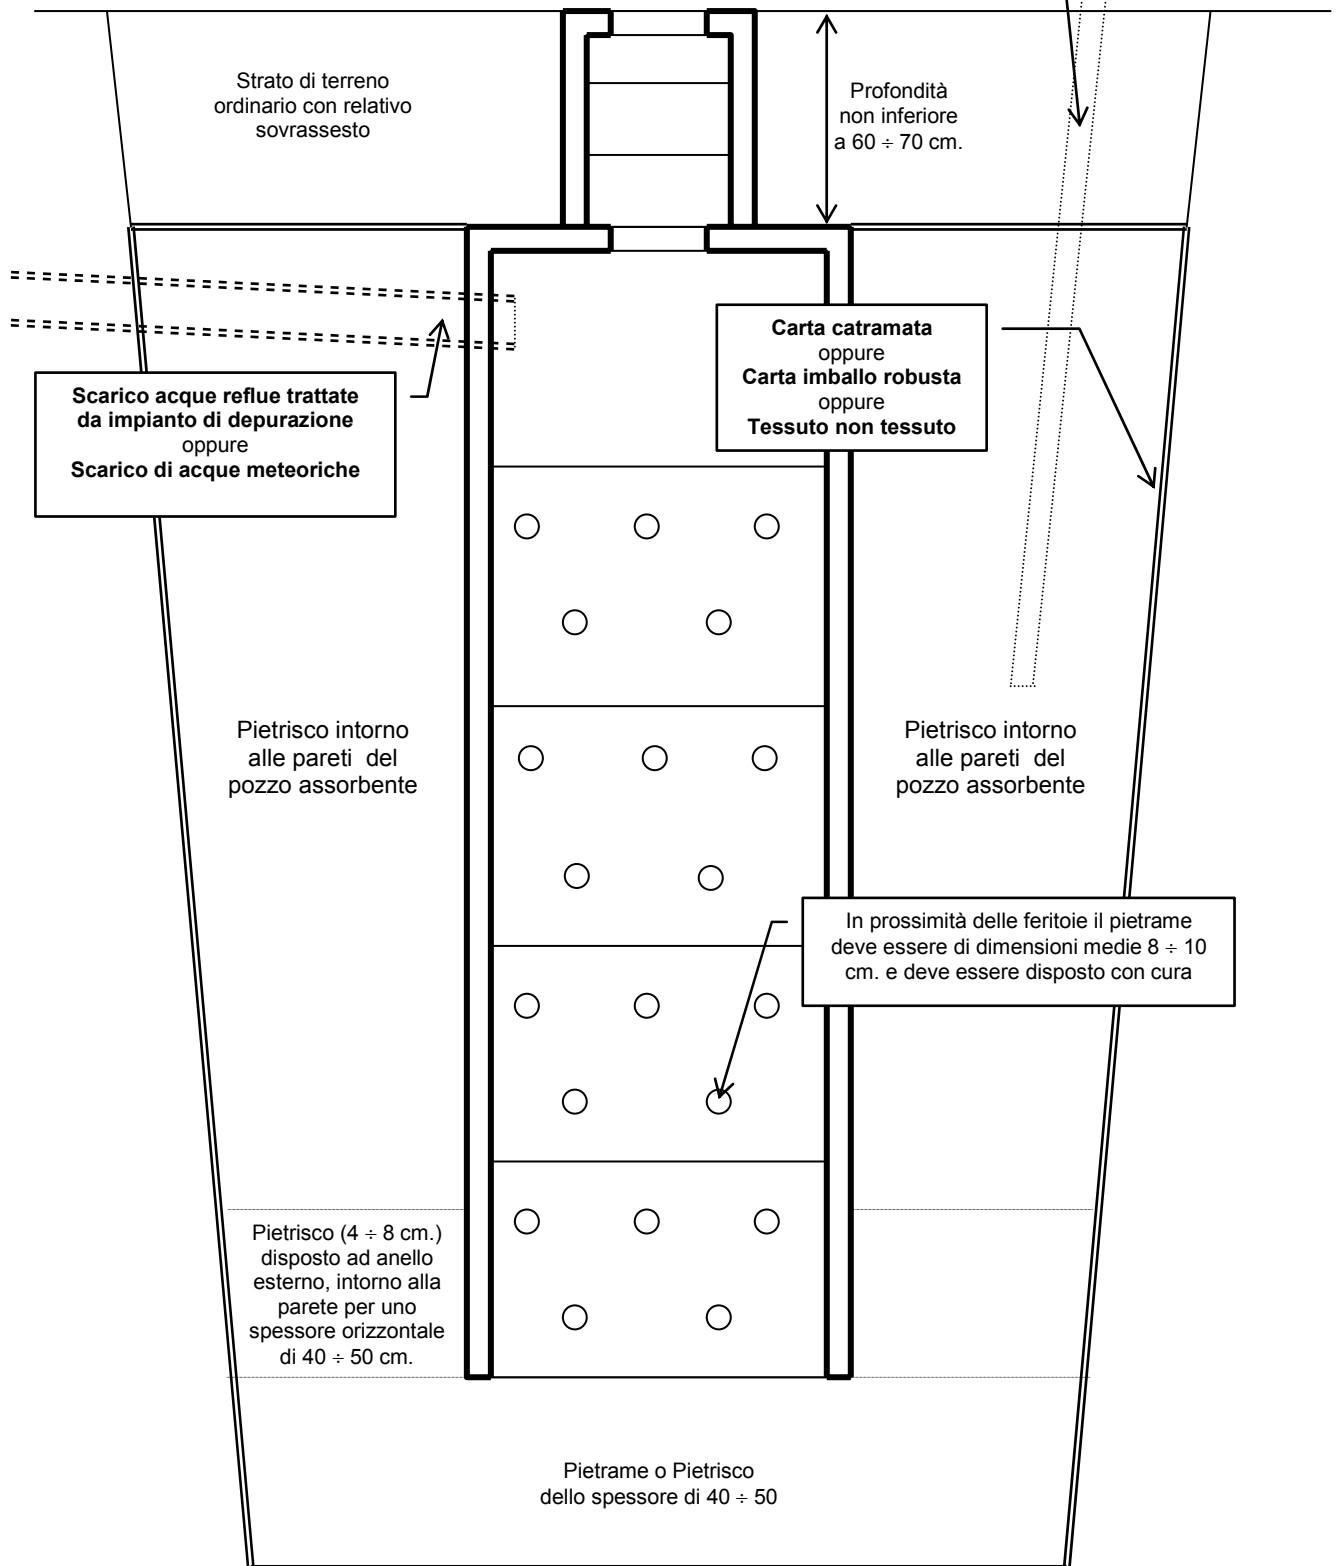 Strato di terreno
ordinario con relativo
sovrassesto
Profondità
non inferiore
a 60 ÷ 70 cm.
Carta catramata
oppure
Carta imballo robusta
oppure
Tessuto non tessuto
Scarico acque reflue trattate
da impianto di depurazione
oppure
Scarico di acque meteoriche
Pietrisco intorno
alle pareti del
pozzo assorbente
Pietrisco intorno
alle pareti del
pozzo assorbente
In prossimità delle feritoie il pietrame
deve essere di dimensioni medie 8 ÷ 10
cm. e deve essere disposto con cura
Pietrisco (4 ÷ 8 cm.)
disposto ad anello
esterno, intorno alla
parete per uno
spessore orizzontale
di 40 ÷ 50 cm.
Pietrame o Pietrisco
dello spessore di 40 ÷ 50